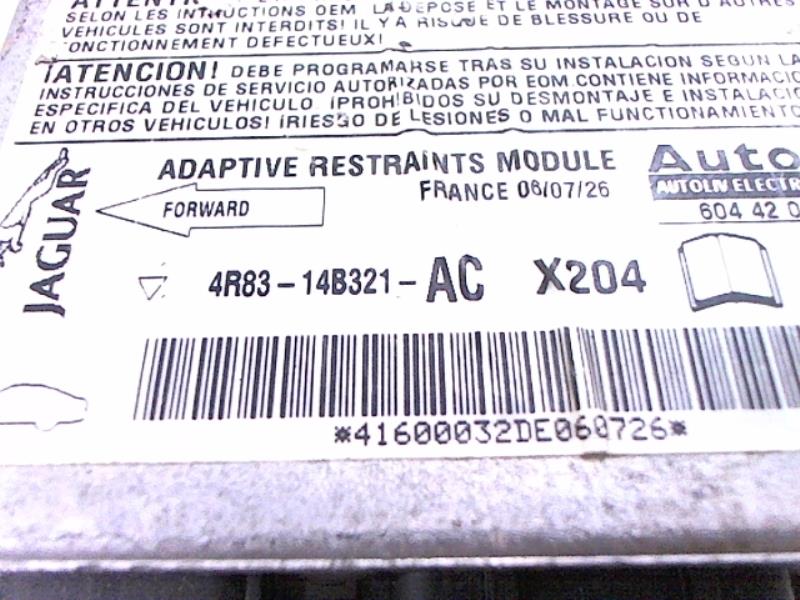 SELON LES INTRUCTIONS OEM. LA DEPOSE ET LE MONTAGE SUR D'AUTRES
VEHICULES SONT INTERDITS! IL Y A RISQUE DE BLESSURE OU DE
FONCTIONNEMENT DEFECTUEUX!
¡ATENCION! DEBE PROGRAMARSE TRAS SU INSTALACION SEGUN LA
INSTRUCCIONES DE SERVICIO AUTORIZADAS POR EOM. CONTIENE INFORMACIO
ESPECIFICA DEL VEHICULO. ¡PROHIBIDOS SU DESMONTAJE E INSTALACIO
EN OTROS VEHICULOS! ¡RIESGO DE LESIONES O MAL FUNCIONAMIENTO
JAGUAR
ADAPTIVE RESTRAINTS MODULE
FRANCE 06/07/26
FORWARD
Auto
AUTOLIV ELECTR
604 42 0
4R83-14B321-AC X204
*41600032DE060726*